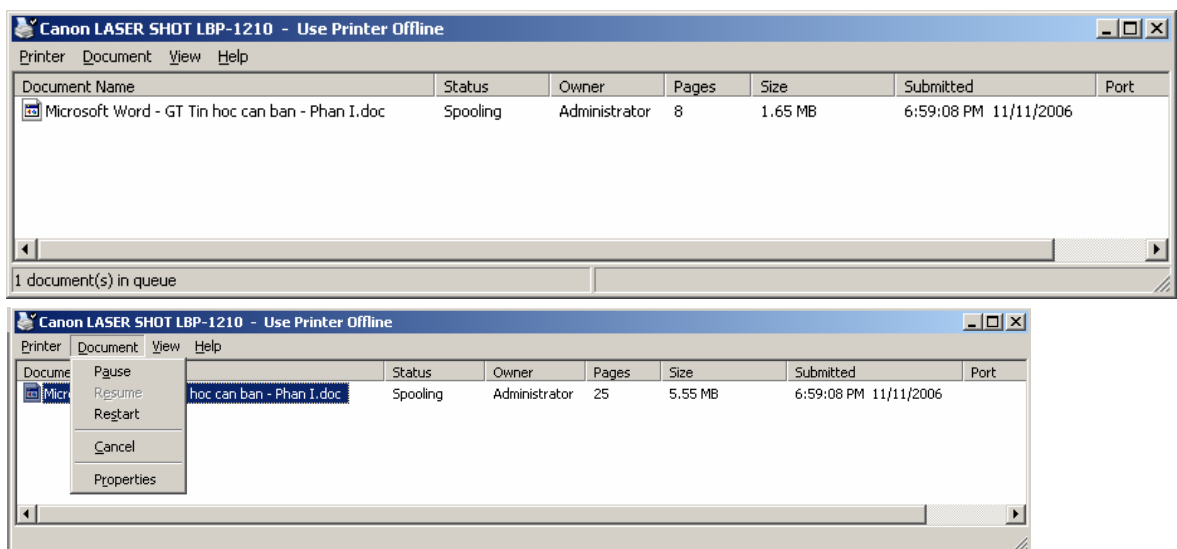 Canon LASER SHOT LBP-1210 - Use Printer Offline
Printer Document View Help
Document Name Status Owner Pages Size Submitted Port
Microsoft Word - GT Tin hoc can ban - Phan I.doc Spooling Administrator 8 1.65 MB 6:59:08 PM 11/11/2006
1 document(s) in queue
Canon LASER SHOT LBP-1210 - Use Printer Offline
Printer Document View Help
Docume Status Owner Pages Size Submitted Port
Pause
Micr hoc can ban - Phan I.doc Spooling Administrator 25 5.55 MB 6:59:08 PM 11/11/2006
Resume
Restart
Cancel
Properties